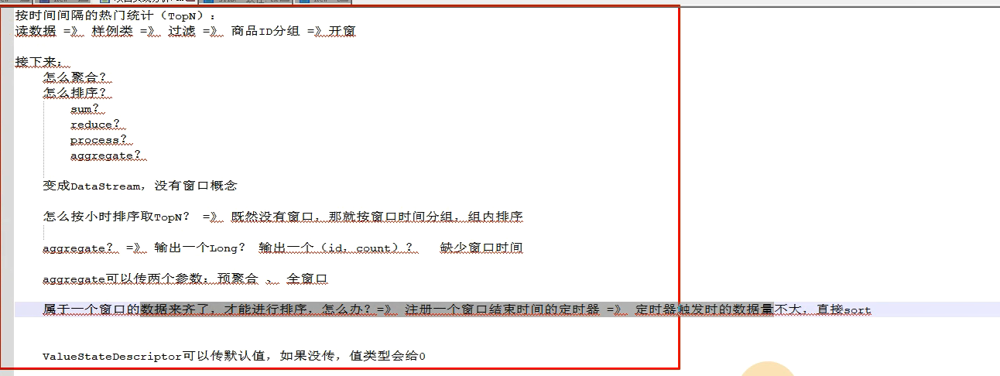 按时间间隔的热门统计（TopN）：
读数据 =》 样例类 =》 过滤 =》 商品ID分组 =》开窗
接下来：
怎么聚合？
怎么排序？
sum？
reduce？
process？
aggregate？
变成DataStream，没有窗口概念
怎么按小时排序取TopN？ =》 既然没有窗口，那就按窗口时间分组，组内排序
aggregate？ =》 输出一个Long？ 输出一个（id，count）？ 缺少窗口时间
aggregate可以传两个参数：预聚合 、 全窗口
属于一个窗口的数据来齐了，才能进行排序，怎么办？=》 注册一个窗口结束时间的定时器 =》 定时器触发时的数据量不大，直接sort
ValueStateDescriptor可以传默认值，如果没传，值类型会给0